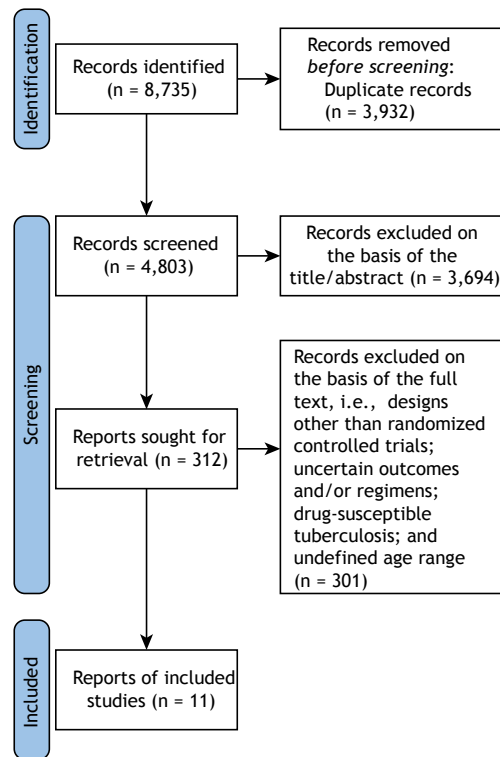 Identification
Records identified
(n = 8,735)
Records removed
before screening:
Duplicate records
(n = 3,932)
Screening
Records screened
(n = 4,803)
Records excluded on
the basis of the
title/abstract (n = 3,694)
Reports sought for
retrieval (n = 312)
Records excluded on
the basis of the full
text, i.e., designs
other than randomized
controlled trials;
uncertain outcomes
and/or regimens;
drug-susceptible
tuberculosis; and
undefined age range
(n = 301)
Included
Reports of included
studies (n = 11)